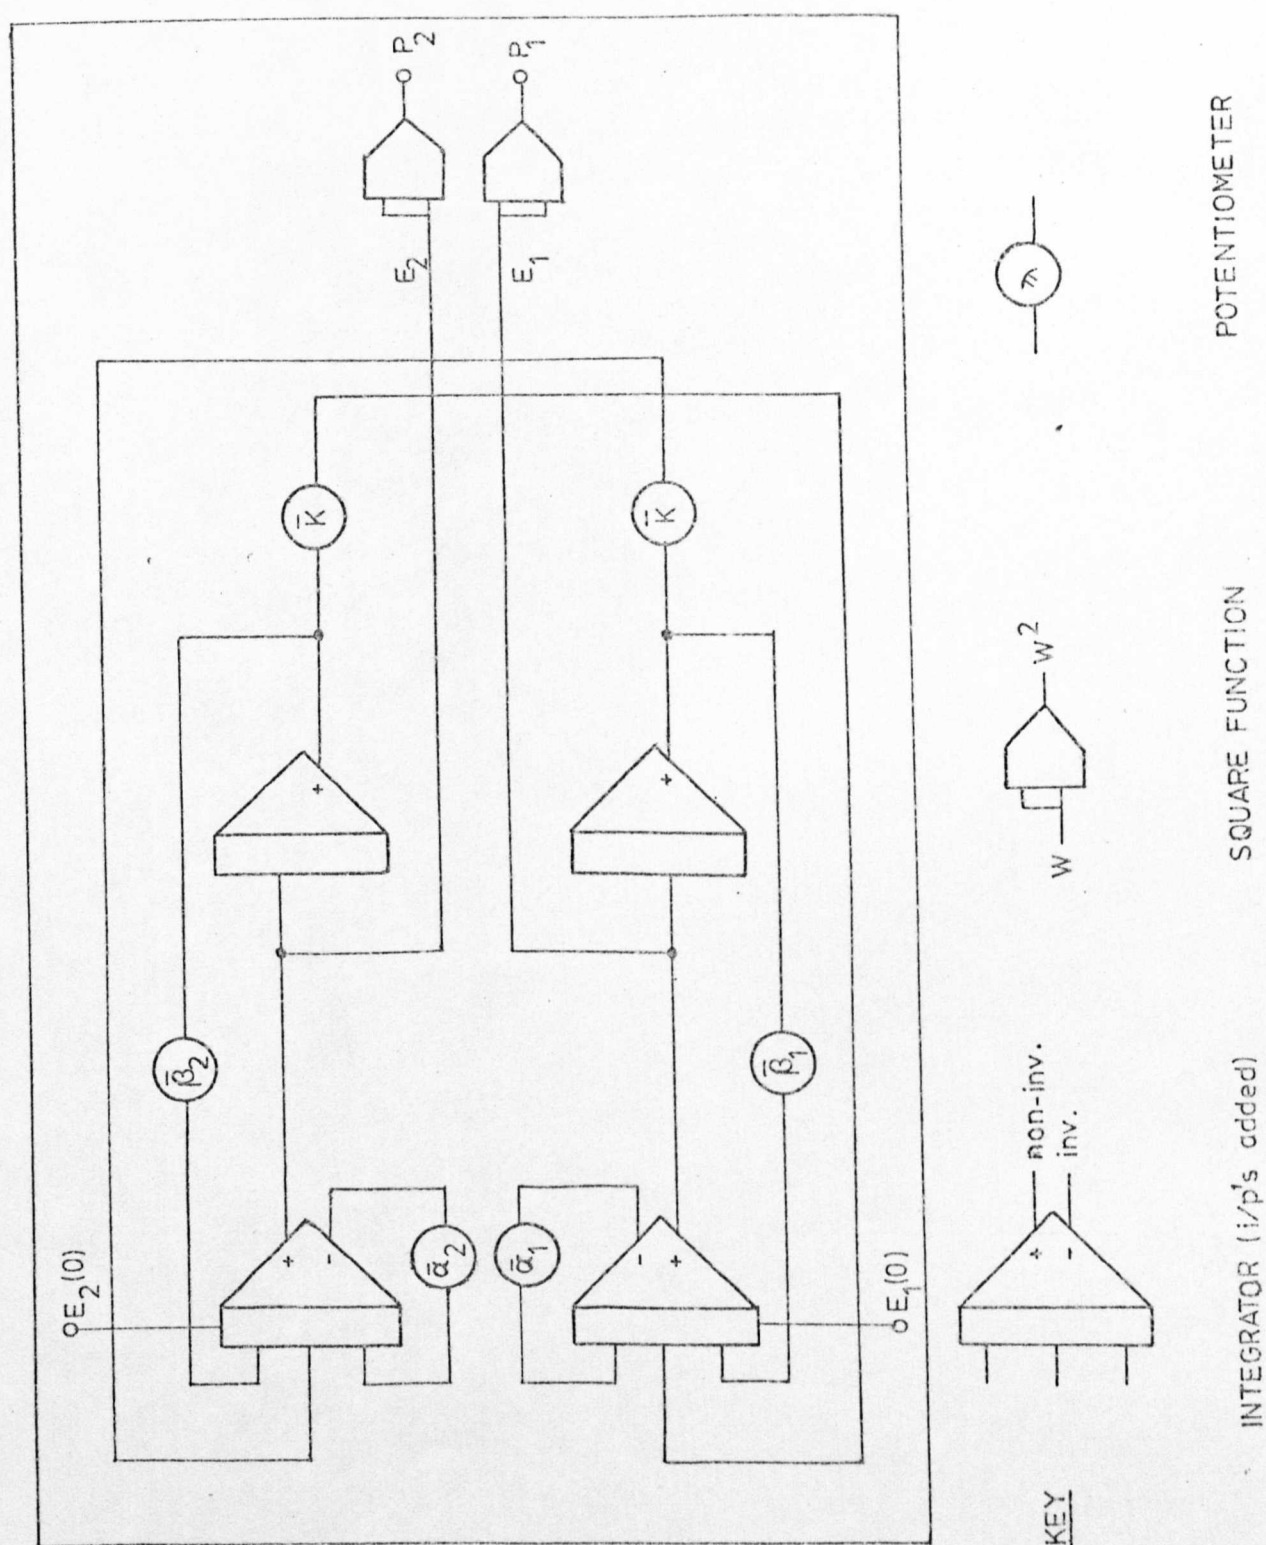 E₂(0)
β̄₂
ᾱ₂
+
-
+
K̄
E₂
P₂
E₁
P₁
ᾱ₁
-
+
+
K̄
β̄₁
E₁(0)
KEY
+
-
non-inv.
inv.
W
W²
INTEGRATOR (i/p's added)
SQUARE FUNCTION
POTENTIOMETER